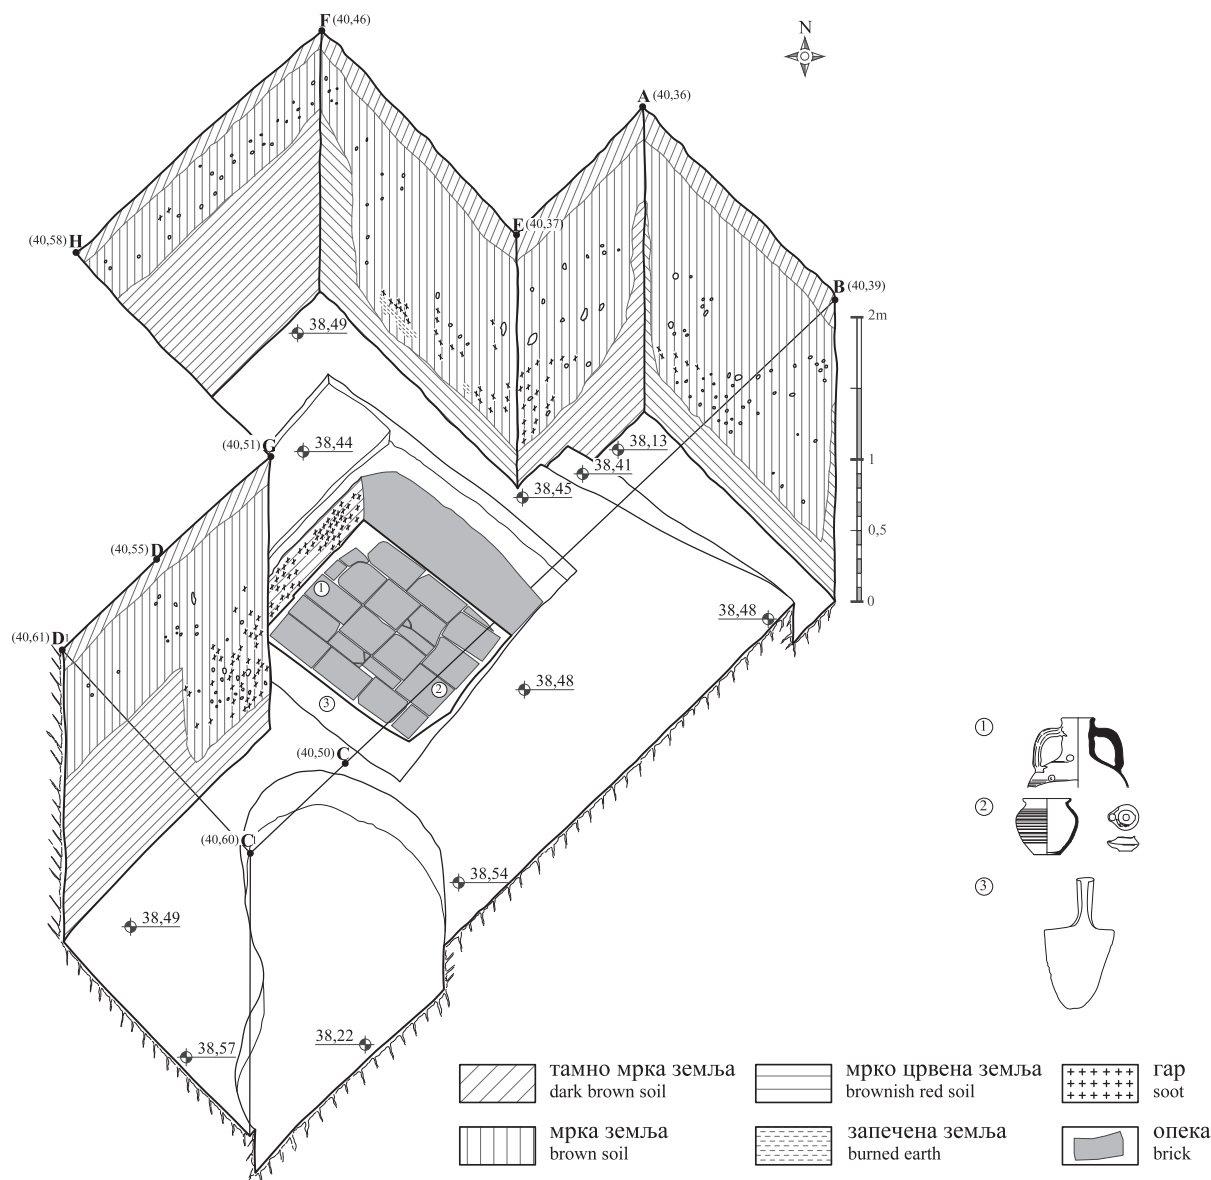 F (40,46)
N
A (40,36)
E (40,37)
(40,58) H
B (40,39)
2m
38,49
(40,51) G
38,44
38,13
1
38,41
38,45
(40,55) D
0,5
1
0
38,48
(40,61) D1
38,48
2
3
(40,50) C
1
2
(40,60) C1
38,54
3
38,49
38,57
38,22
тамно мрка земља
dark brown soil
мрко црвена земља
brownish red soil
гар
soot
мрка земља
brown soil
запечена земља
burned earth
опека
brick